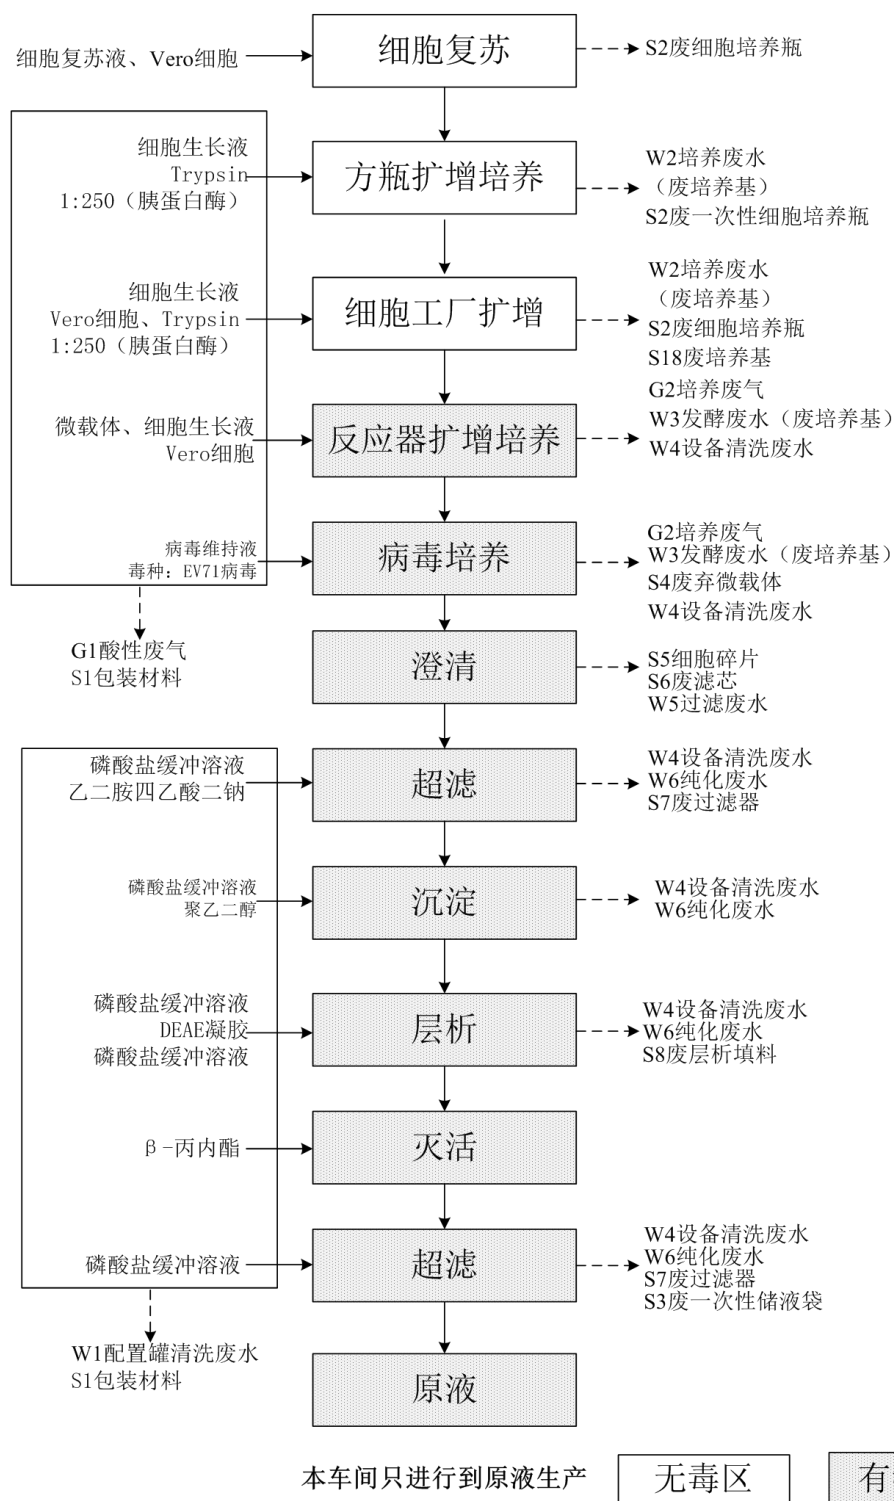 细胞复苏液、Vero细胞
细胞复苏
S2废细胞培养瓶
细胞生长液
Trypsin
1:250（胰蛋白酶）
方瓶扩增培养
W2培养废水
（废培养基）
S2废一次性细胞培养瓶
细胞生长液
Vero细胞、Trypsin
1:250（胰蛋白酶）
细胞工厂扩增
W2培养废水
（废培养基）
S2废细胞培养瓶
S18废培养基
微载体、细胞生长液
Vero细胞
反应器扩增培养
G2培养废气
W3发酵废水（废培养基）
W4设备清洗废水
病毒维持液
毒种：EV71病毒
病毒培养
G2培养废气
W3发酵废水（废培养基）
S4废弃微载体
W4设备清洗废水
G1酸性废气
S1包装材料
澄清
S5细胞碎片
S6废滤芯
W5过滤废水
磷酸盐缓冲溶液
乙二胺四乙酸二钠
超滤
W4设备清洗废水
W6纯化废水
S7废过滤器
磷酸盐缓冲溶液
聚乙二醇
沉淀
W4设备清洗废水
W6纯化废水
磷酸盐缓冲溶液
DEAE凝胶
磷酸盐缓冲溶液
层析
W4设备清洗废水
W6纯化废水
S8废层析填料
β-丙内酯
灭活
磷酸盐缓冲溶液
超滤
W4设备清洗废水
W6纯化废水
S7废过滤器
S3废一次性储液袋
W1配置罐清洗废水
S1包装材料
原液
本车间只进行到原液生产
无毒区
有